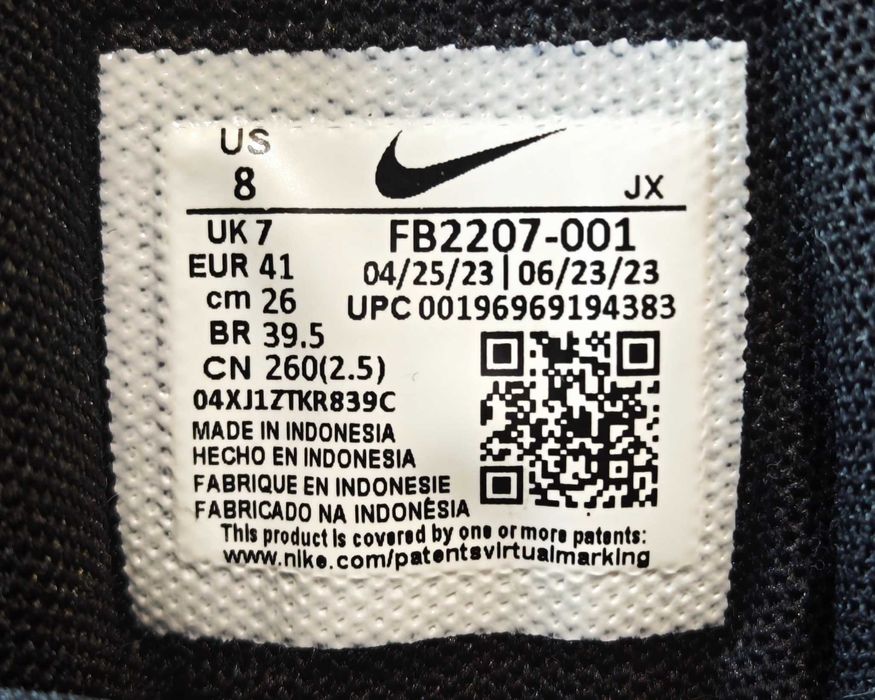 US
8
JX
UK 7
FB2207-001
EUR 41
04/25/23 | 06/23/23
cm 26
UPC 00196969194383
BR 39.5
CN 260(2.5)
04XJ1ZTKR839C
MADE IN INDONESIA
HECHO EN INDONESIA
FABRIQUE EN INDONESIE
FABRICADO NA INDONÉSIA
This product is covered by one or more patents:
www.nike.com/patentsvirtualmarking